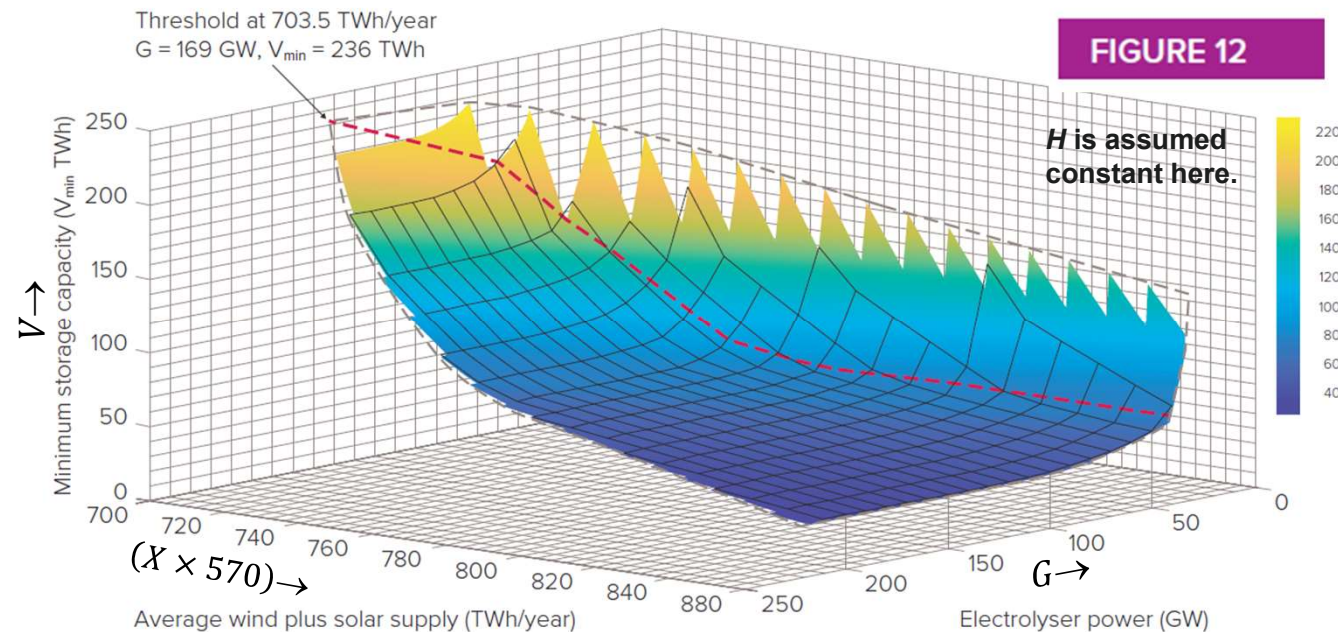 Threshold at 703.5 TWh/year
G = 169 GW, Vmin = 236 TWh
FIGURE 12
H is assumed
constant here.
Minimum storage capacity (Vmin TWh)
V→
250
200
150
100
50
0
220
200
180
160
140
120
100
80
60
40
700
720
740
760
780
800
820
840
880
(X × 570)→
Average wind plus solar supply (TWh/year)
250
200
150
100
50
0
G→
Electrolyser power (GW)